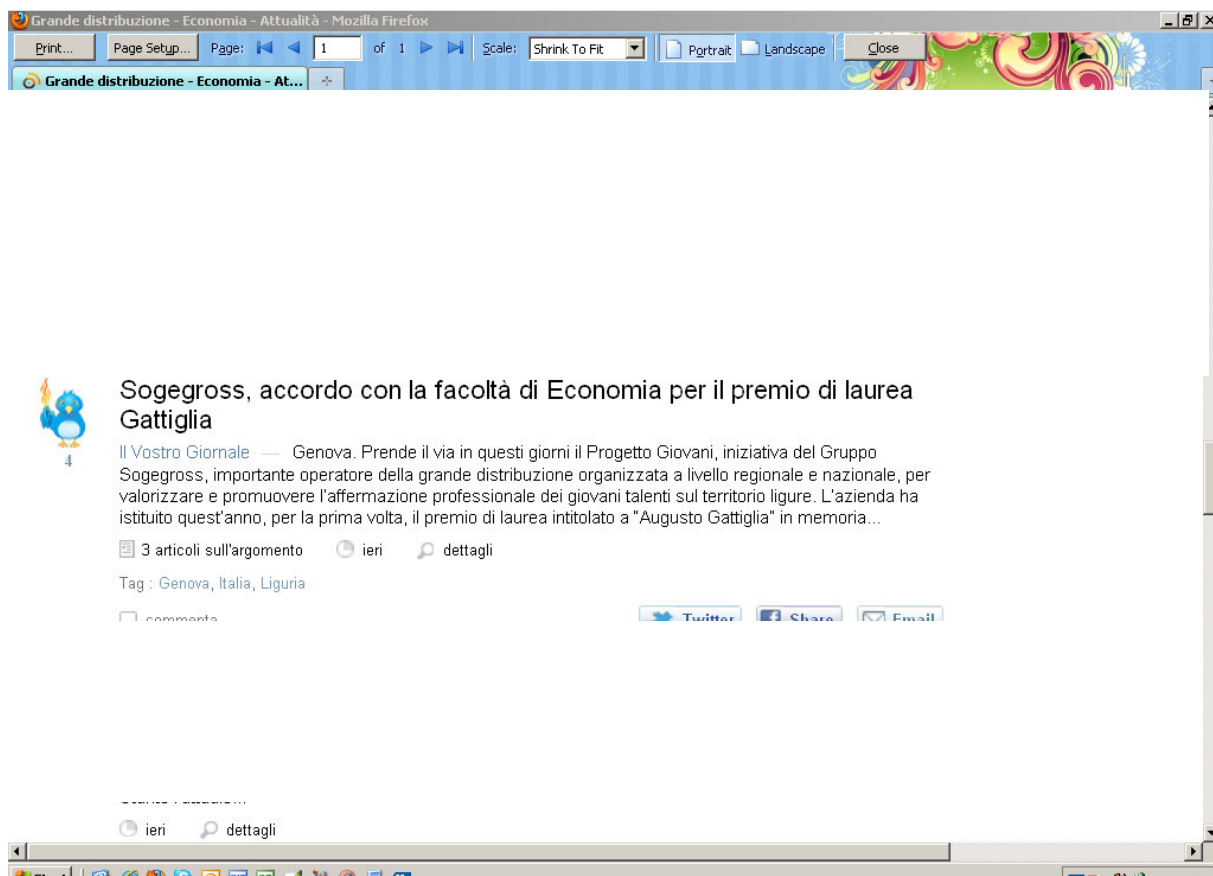 Grande distribuzione - Economia - Attualità - Mozilla Firefox
Print... Page Setup... Page: 1 of 1 Scale: Shrink To Fit Portrait Landscape Close
Grande distribuzione - Economia - At...
Sogegross, accordo con la facoltà di Economia per il premio di laurea
Gattiglia
Il Vostro Giornale — Genova. Prende il via in questi giorni il Progetto Giovani, iniziativa del Gruppo
Sogegross, importante operatore della grande distribuzione organizzata a livello regionale e nazionale, per
valorizzare e promuovere l'affermazione professionale dei giovani talenti sul territorio ligure. L'azienda ha
istituito quest'anno, per la prima volta, il premio di laurea intitolato a "Augusto Gattiglia" in memoria...
4
3 articoli sull'argomento ieri dettagli
Tag : Genova, Italia, Liguria
commenta Twitter Share Email
ieri dettagli